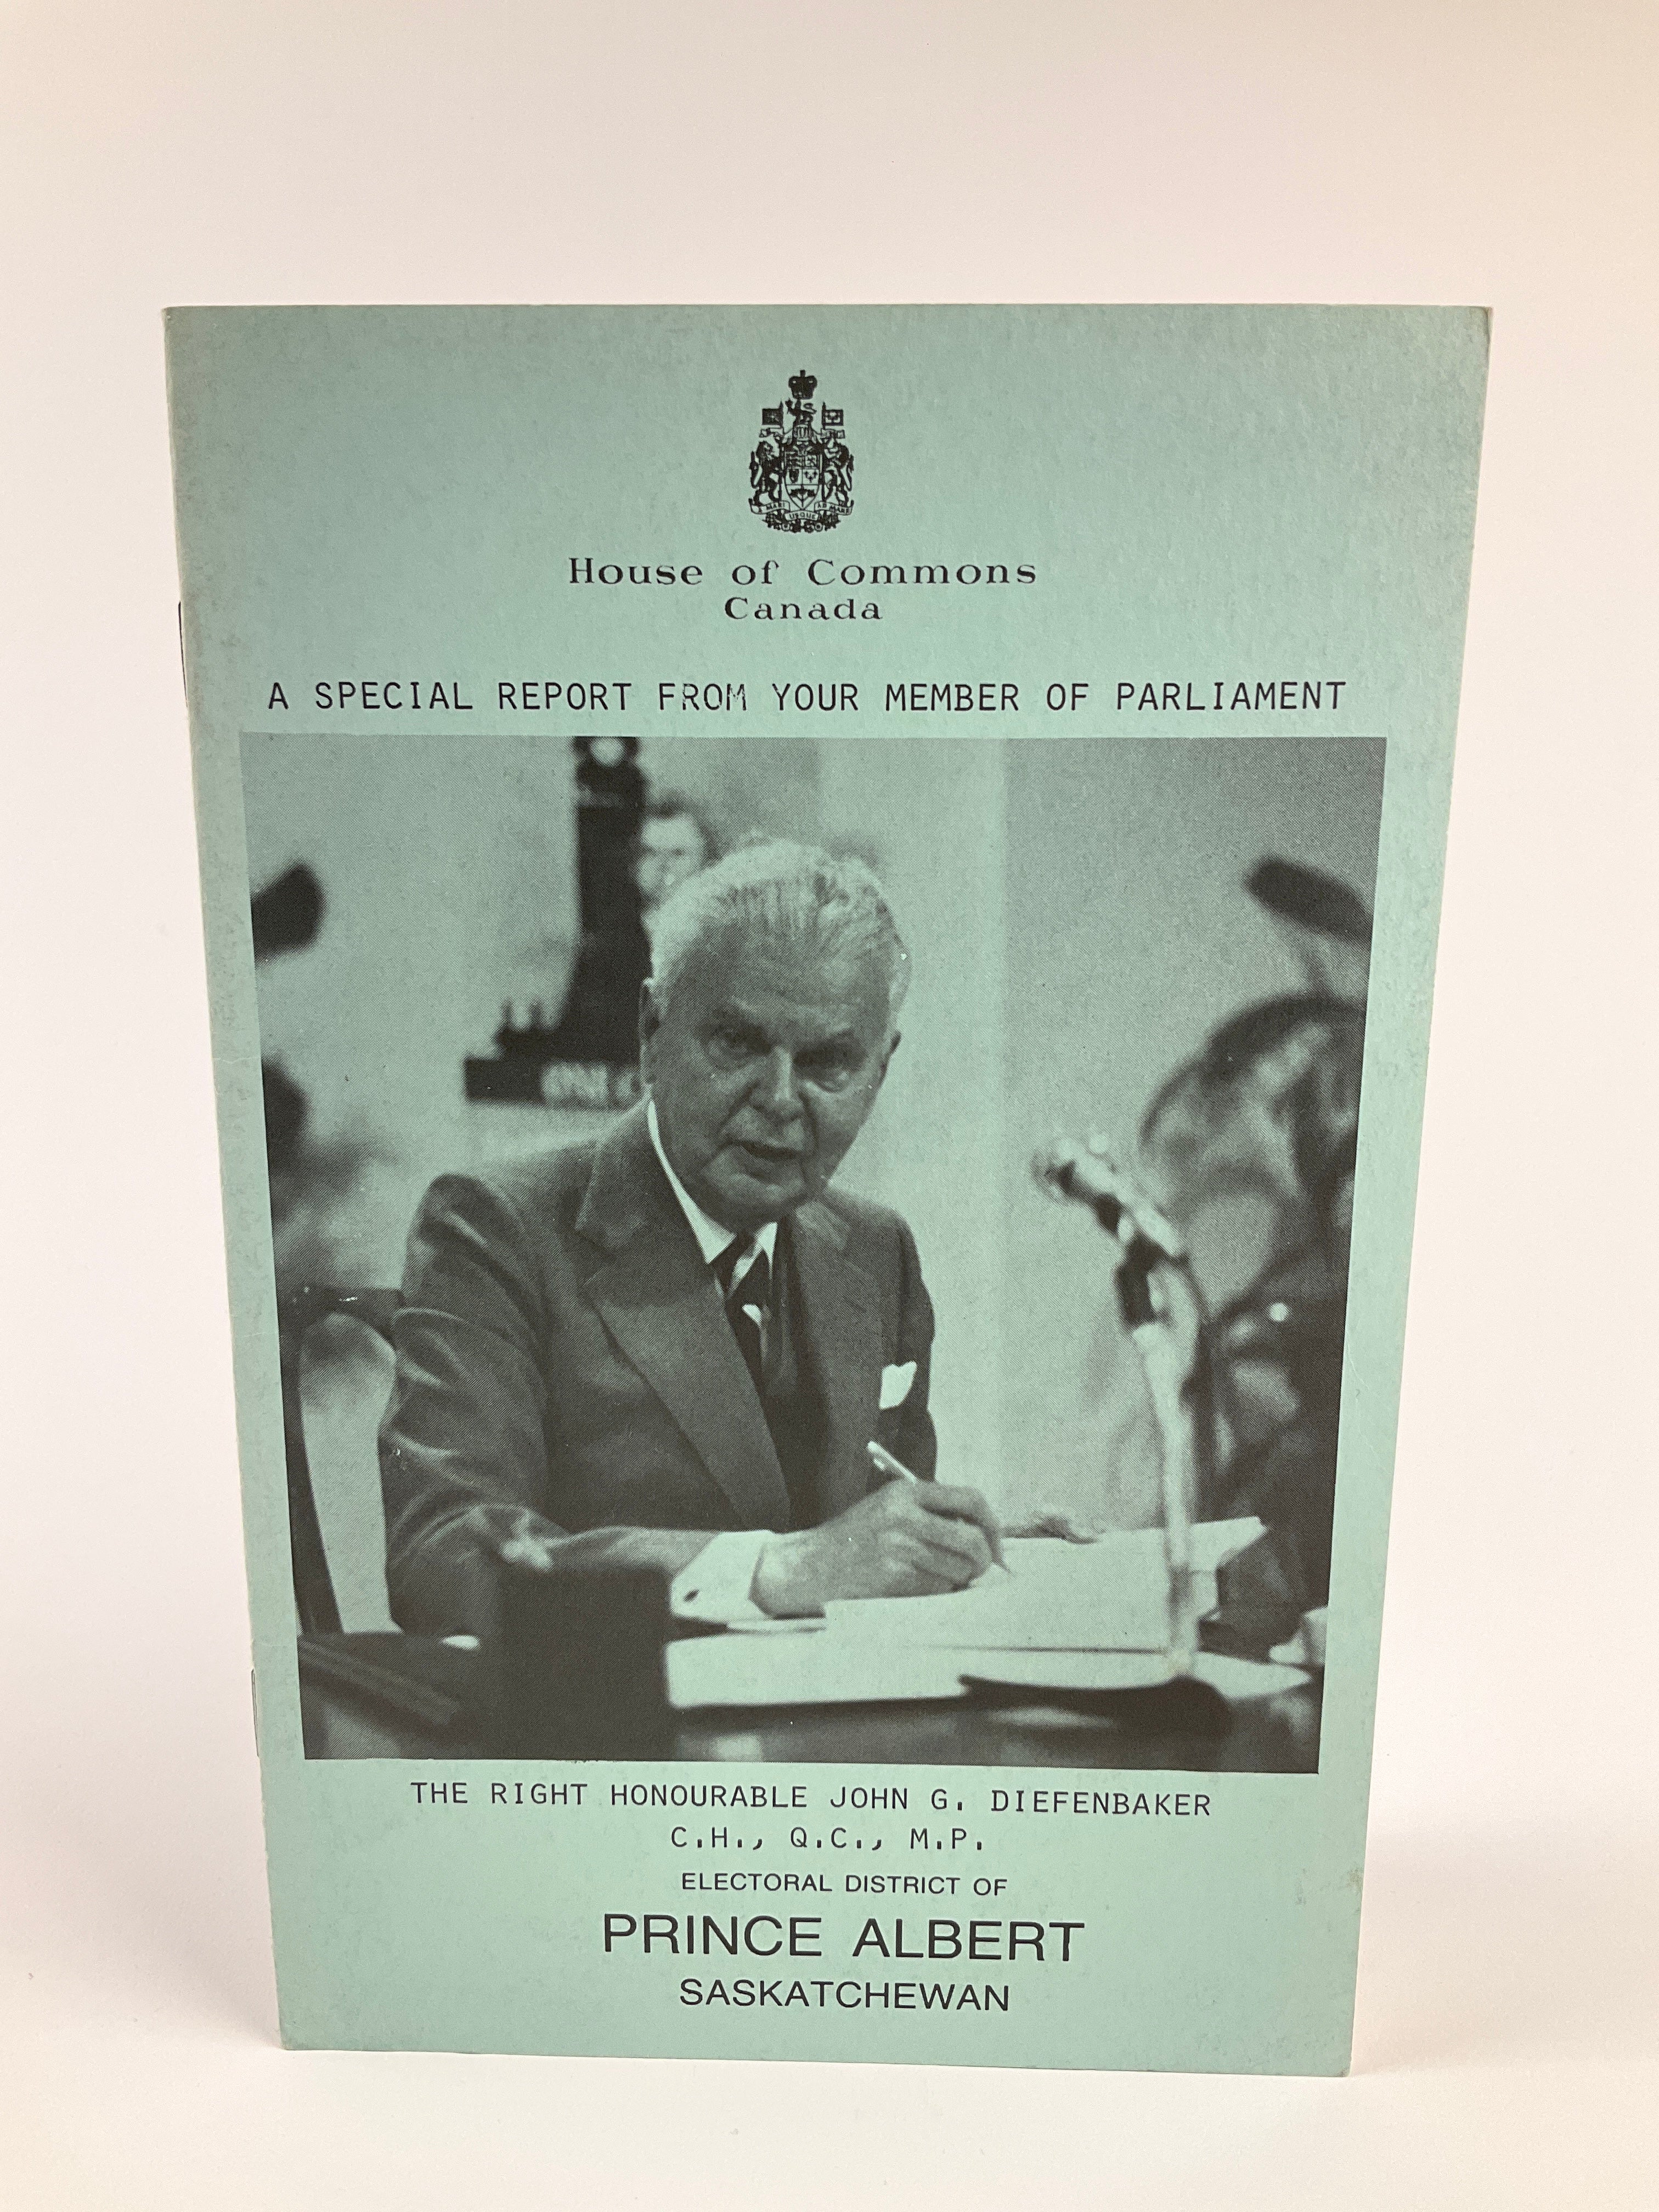 House of Commons
Canada
A SPECIAL REPORT FROM YOUR MEMBER OF PARLIAMENT
THE RIGHT HONOURABLE JOHN G. DIEFENBAKER
C.H., Q.C., M.P.
ELECTORAL DISTRICT OF
PRINCE ALBERT
SASKATCHEWAN